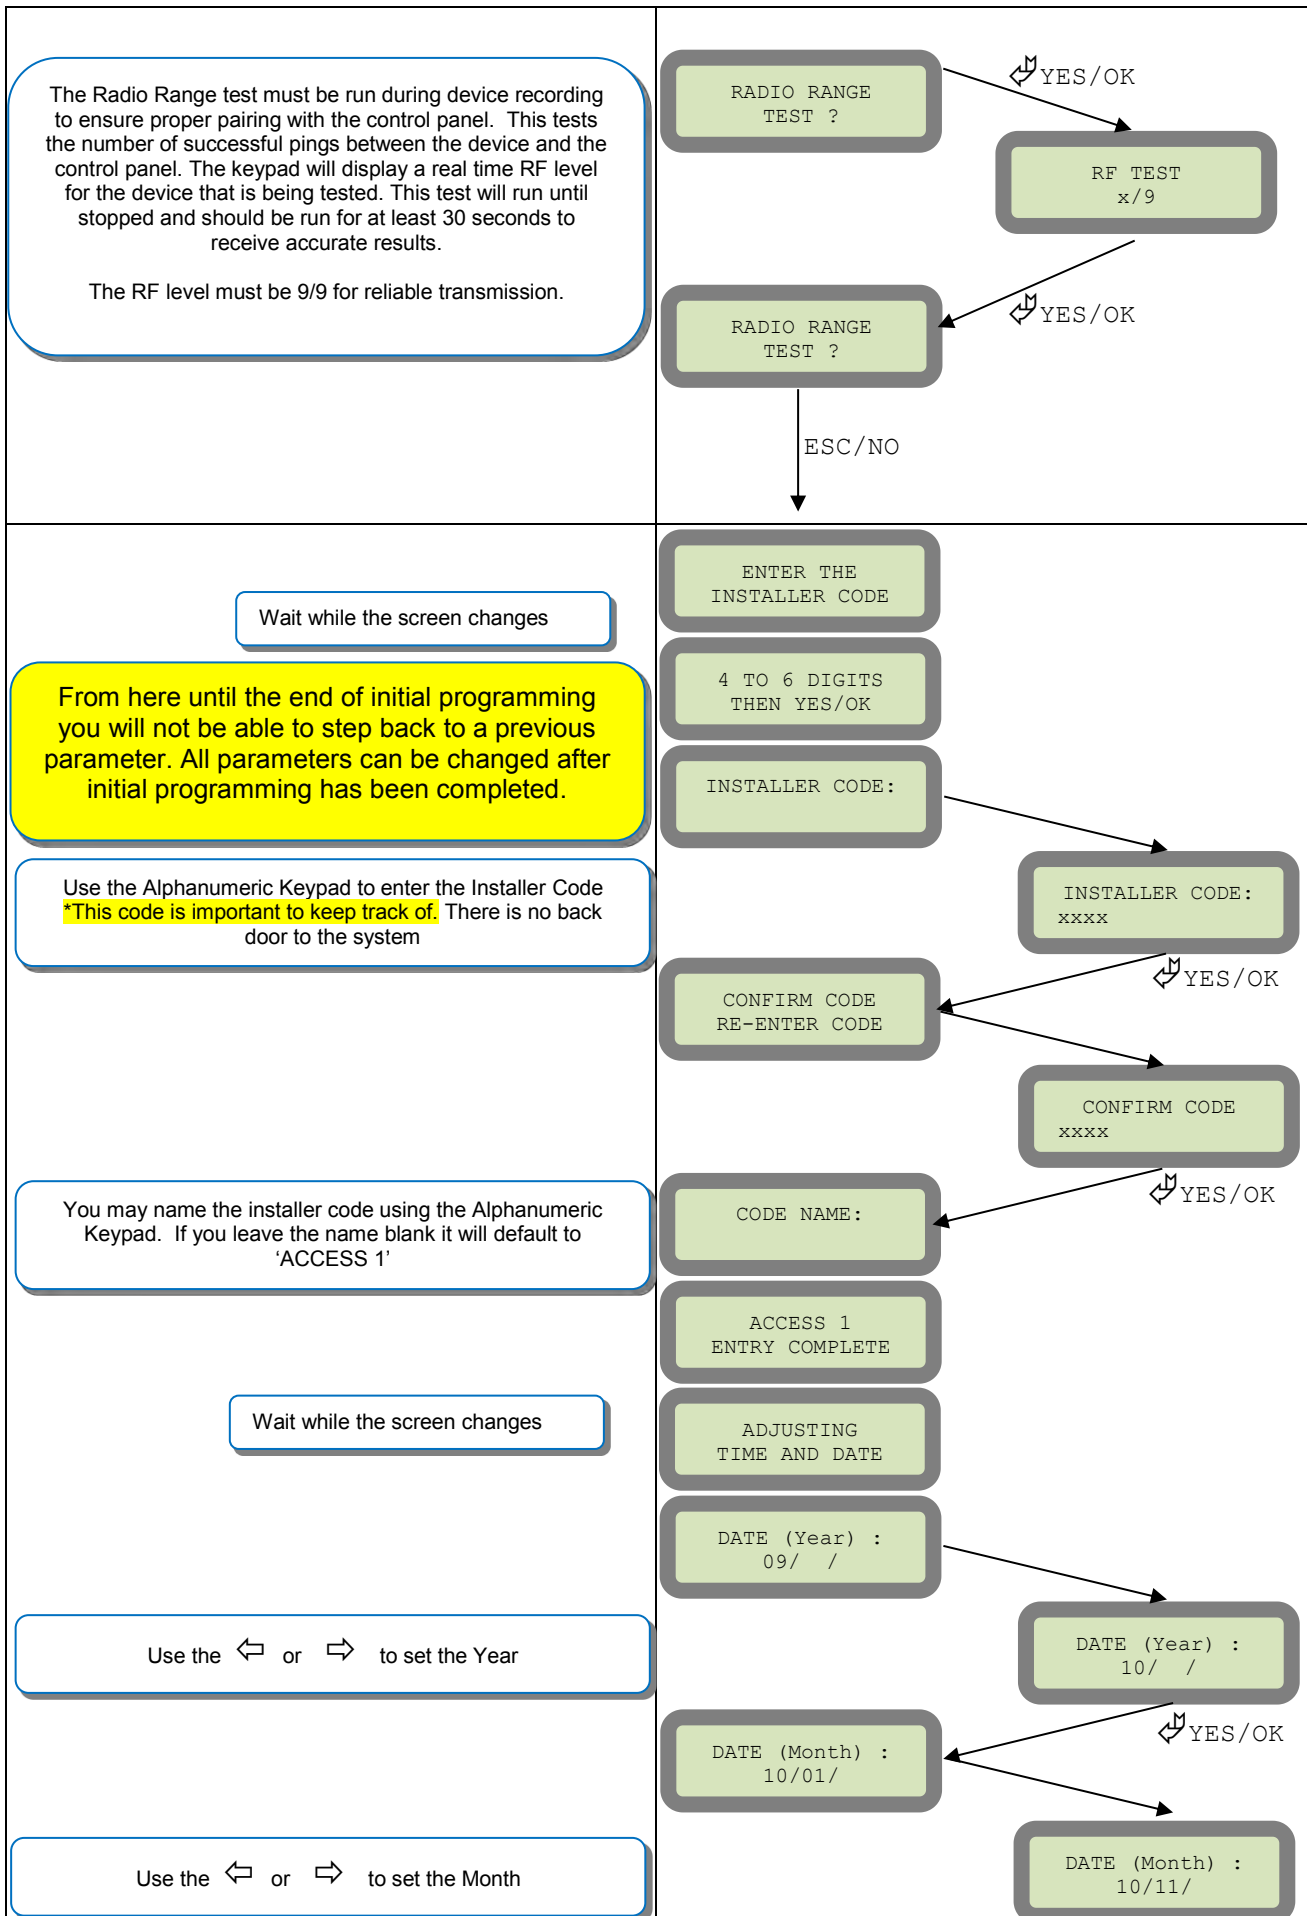 The Radio Range test must be run during device recording
to ensure proper pairing with the control panel.  This tests
the number of successful pings between the device and the
control panel. The keypad will display a real time RF level
for the device that is being tested. This test will run until
stopped and should be run for at least 30 seconds to
receive accurate results.
The RF level must be 9/9 for reliable transmission.
RADIO RANGE
TEST ?
YES/OK
RF TEST
x/9
YES/OK
RADIO RANGE
TEST ?
ESC/NO
ENTER THE
INSTALLER CODE
Wait while the screen changes
4 TO 6 DIGITS
THEN YES/OK
From here until the end of initial programming
you will not be able to step back to a previous
parameter. All parameters can be changed after
initial programming has been completed.
INSTALLER CODE:
Use the Alphanumeric Keypad to enter the Installer Code
*This code is important to keep track of. There is no back
door to the system
INSTALLER CODE:
xxxx
YES/OK
CONFIRM CODE
RE-ENTER CODE
CONFIRM CODE
xxxx
YES/OK
You may name the installer code using the Alphanumeric
Keypad.  If you leave the name blank it will default to
‘ACCESS 1’
CODE NAME:
ACCESS 1
ENTRY COMPLETE
Wait while the screen changes
ADJUSTING
TIME AND DATE
DATE (Year) :
09/  /
Use the ⇦ or ⇨ to set the Year
DATE (Year) :
10/  /
YES/OK
DATE (Month) :
10/01/
Use the ⇦ or ⇨ to set the Month
DATE (Month) :
10/11/